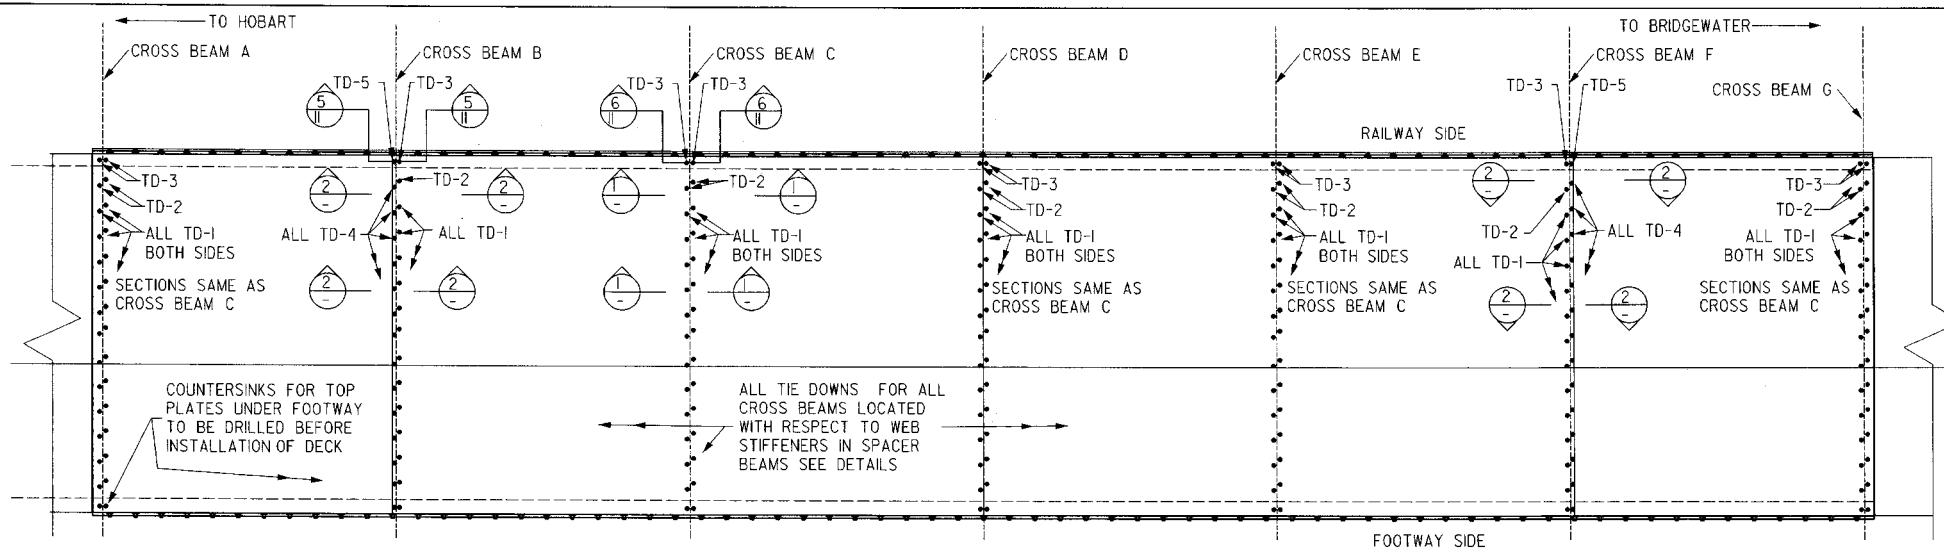 TO HOBART
TO BRIDGEWATER
CROSS BEAM A
CROSS BEAM B
CROSS BEAM C
CROSS BEAM D
CROSS BEAM E
CROSS BEAM F
CROSS BEAM G
TD-5
TD-3
TD-3
TD-3
TD-3
TD-5
5
11
5
11
6
11
6
11
RAILWAY SIDE
TD-3
TD-2
ALL TD-1
BOTH SIDES
SECTIONS SAME AS
CROSS BEAM C
2
-
TD-2
2
-
ALL TD-4
ALL TD-1
2
-
2
-
1
-
TD-2
1
-
ALL TD-1
BOTH SIDES
1
-
1
-
TD-3
TD-2
ALL TD-1
BOTH SIDES
SECTIONS SAME AS
CROSS BEAM C
TD-3
TD-2
ALL TD-1
BOTH SIDES
SECTIONS SAME AS
CROSS BEAM C
2
-
2
-
TD-2
ALL TD-4
ALL TD-1
2
-
2
-
TD-3
TD-2
ALL TD-1
BOTH SIDES
SECTIONS SAME AS
CROSS BEAM C
COUNTERSINKS FOR TOP
PLATES UNDER FOOTWAY
TO BE DRILLED BEFORE
INSTALLATION OF DECK
ALL TIE DOWNS FOR ALL
CROSS BEAMS LOCATED
WITH RESPECT TO WEB
STIFFENERS IN SPACER
BEAMS SEE DETAILS
FOOTWAY SIDE